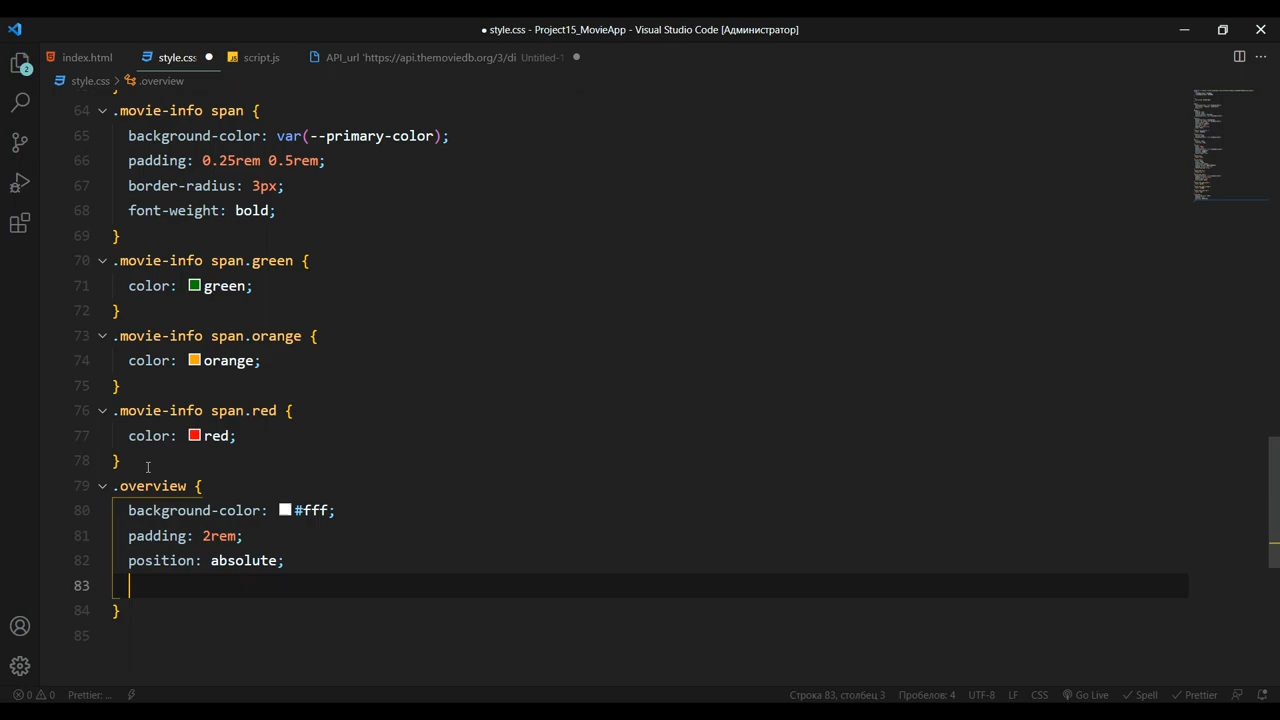 ● style.css - Project15_MovieApp - Visual Studio Code [Администратор]
index.html
style.css
script.js
API_url 'https://api.themoviedb.org/3/di Untitled-1
style.css > .overview
64 .movie-info span {
65 background-color: var(--primary-color);
66 padding: 0.25rem 0.5rem;
67 border-radius: 3px;
68 font-weight: bold;
69 }
70 .movie-info span.green {
71 color: green;
72 }
73 .movie-info span.orange {
74 color: orange;
75 }
76 .movie-info span.red {
77 color: red;
78 }
79 .overview {
80 background-color: #fff;
81 padding: 2rem;
82 position: absolute;
83
84 }
85
2
0 0 Prettier: ... Строка 83, столбец 3 Пробелов: 4 UTF-8 LF CSS Go Live Spell Prettier